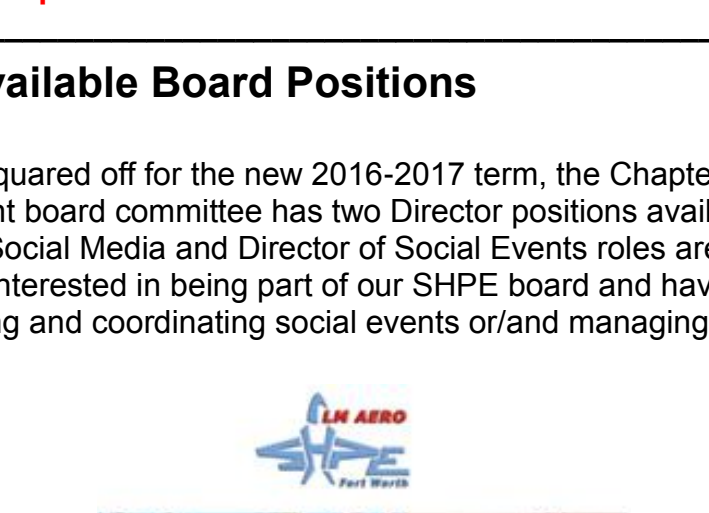 vailable Board Positions
quared off for the new 2016-2017 term, the Chapte
nt board committee has two Director positions avail
Social Media and Director of Social Events roles are
nterested in being part of our SHPE board and hav
ng and coordinating social events or/and managing
LM AERO
SHPE
Fort Worth